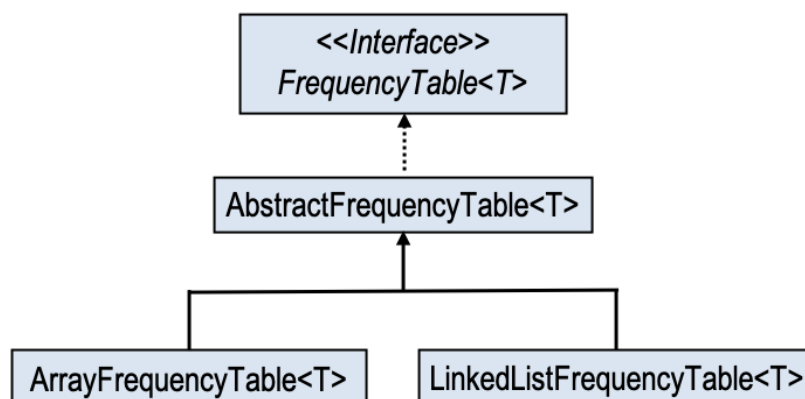 <<Interface>>
FrequencyTable<T>
AbstractFrequencyTable<T>
ArrayFrequencyTable<T>
LinkedListFrequencyTable<T>